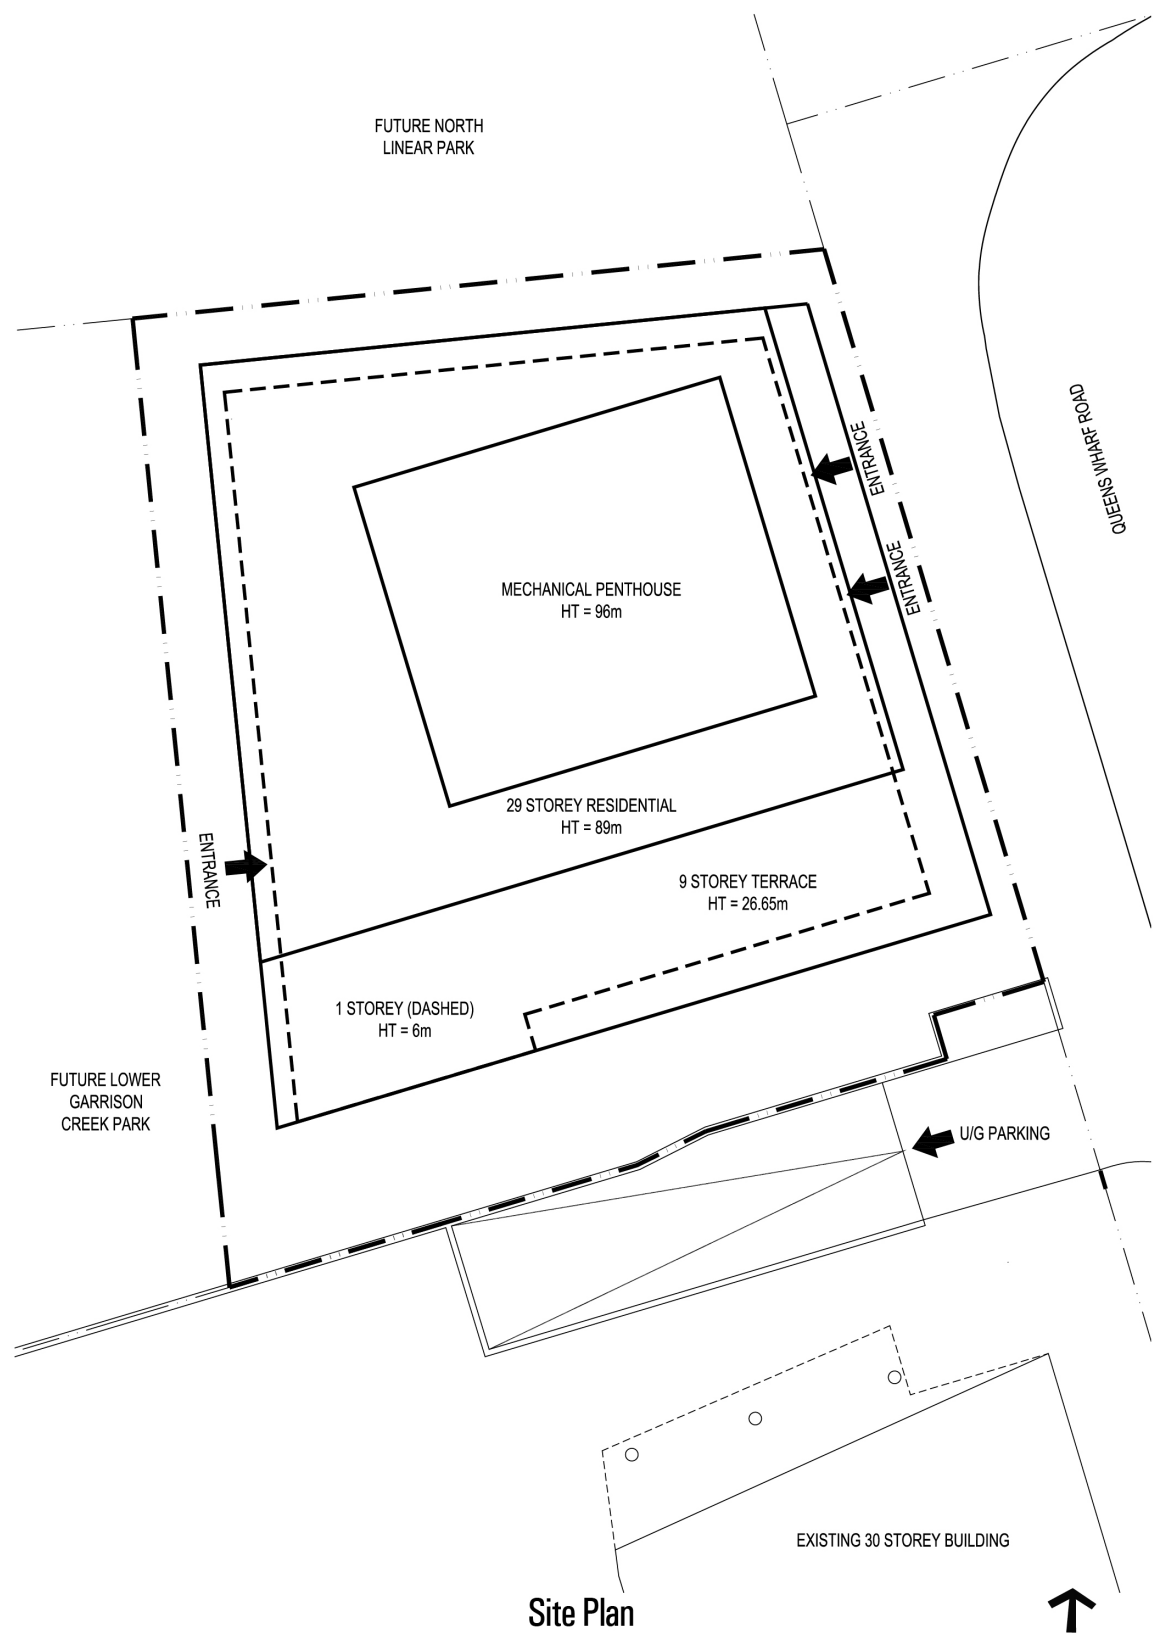 FUTURE NORTH
LINEAR PARK
QUEENS WHARF ROAD
ENTRANCE
ENTRANCE
MECHANICAL PENTHOUSE
HT = 96m
29 STOREY RESIDENTIAL
HT = 89m
ENTRANCE
9 STOREY TERRACE
HT = 26.65m
1 STOREY (DASHED)
HT = 6m
FUTURE LOWER
GARRISON
CREEK PARK
U/G PARKING
EXISTING 30 STOREY BUILDING
Site Plan